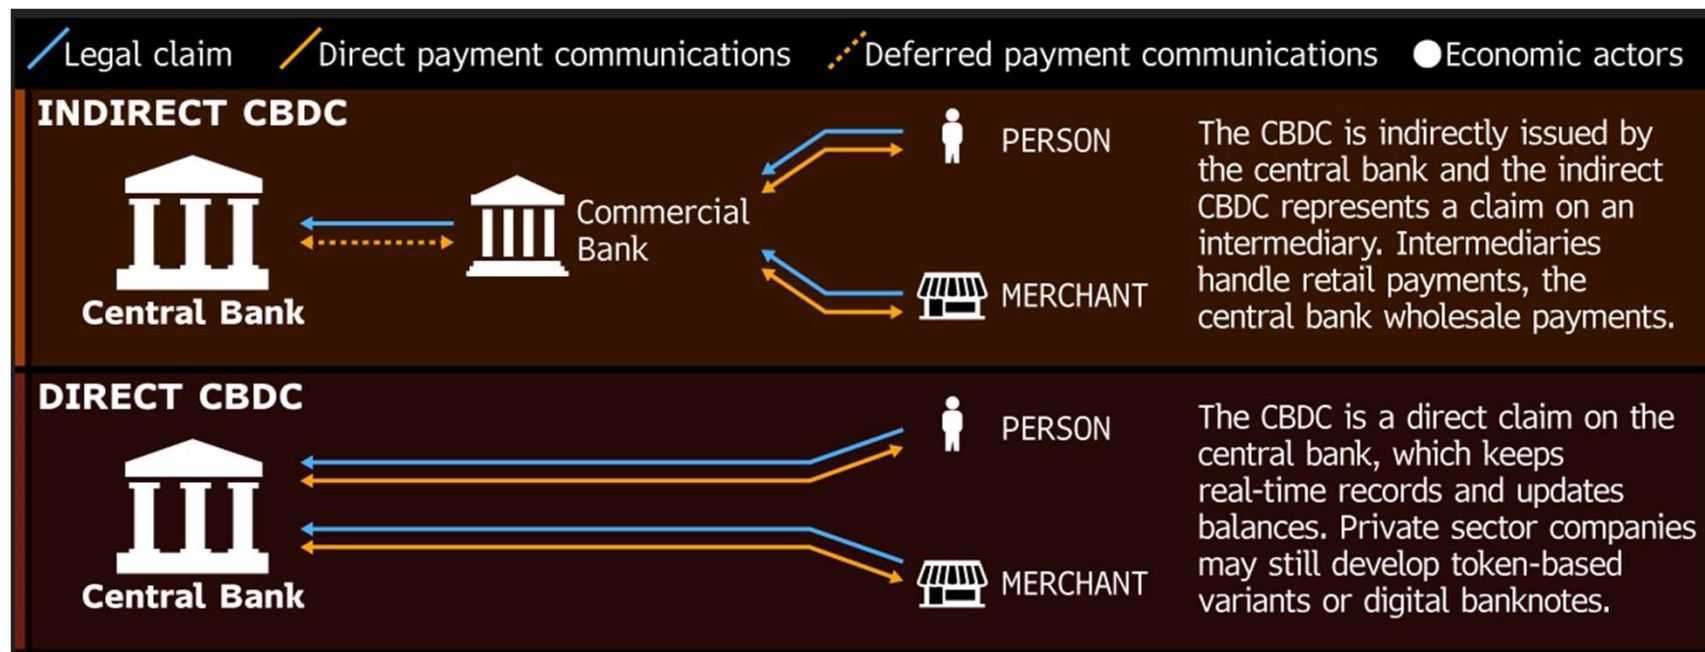 Legal claim
Direct payment communications
Deferred payment communications
Economic actors
INDIRECT CBDC
Central Bank
Commercial
Bank
PERSON
MERCHANT
The CBDC is indirectly issued by
the central bank and the indirect
CBDC represents a claim on an
intermediary. Intermediaries
handle retail payments, the
central bank wholesale payments.
DIRECT CBDC
Central Bank
PERSON
MERCHANT
The CBDC is a direct claim on the
central bank, which keeps
real-time records and updates
balances. Private sector companies
may still develop token-based
variants or digital banknotes.